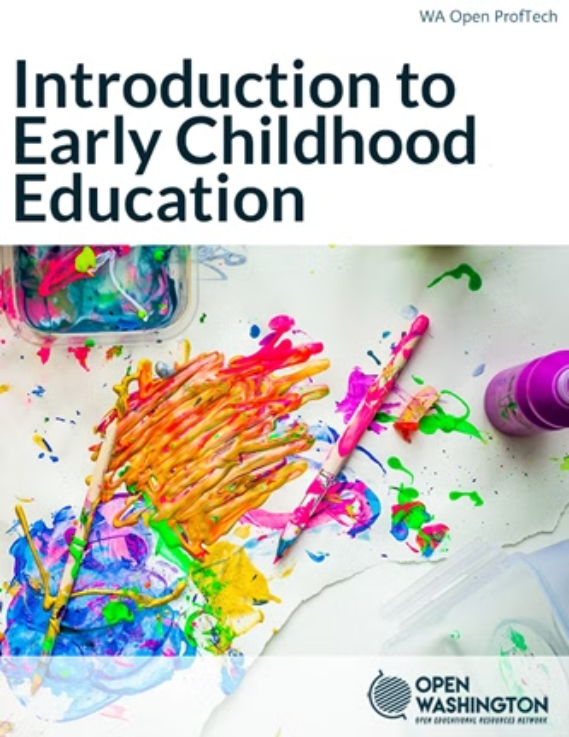 WA Open ProfTech
Introduction to
Early Childhood
Education
OPEN
WASHINGTON
OPEN EDUCATIONAL RESOURCES NETWORK